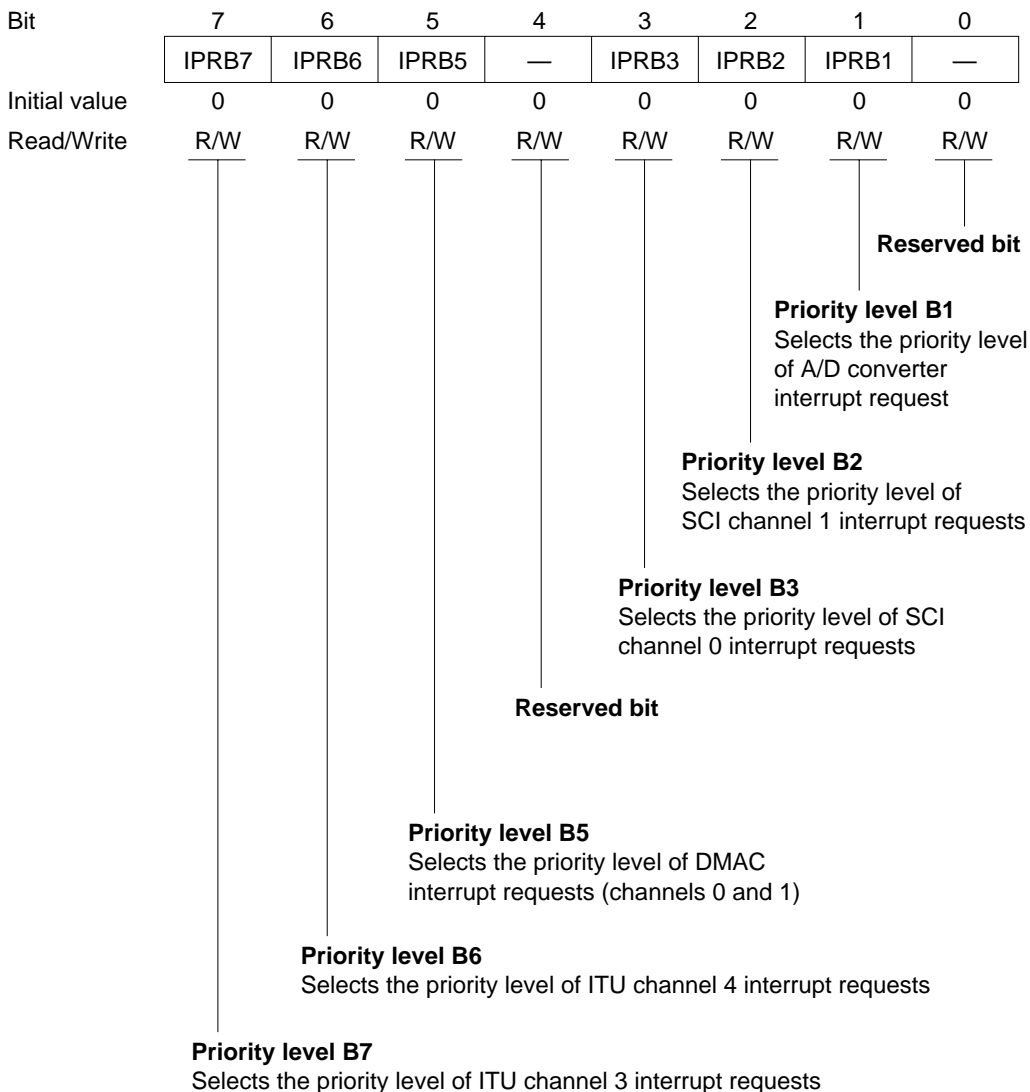 Bit 7 6 5 4 3 2 1 0
IPRB7 IPRB6 IPRB5 — IPRB3 IPRB2 IPRB1 —
Initial value 0 0 0 0 0 0 0 0
Read/Write R/W R/W R/W R/W R/W R/W R/W R/W
Reserved bit
Priority level B1
Selects the priority level
of A/D converter
interrupt request
Priority level B2
Selects the priority level of
SCI channel 1 interrupt requests
Priority level B3
Selects the priority level of SCI
channel 0 interrupt requests
Reserved bit
Priority level B5
Selects the priority level of DMAC
interrupt requests (channels 0 and 1)
Priority level B6
Selects the priority level of ITU channel 4 interrupt requests
Priority level B7
Selects the priority level of ITU channel 3 interrupt requests